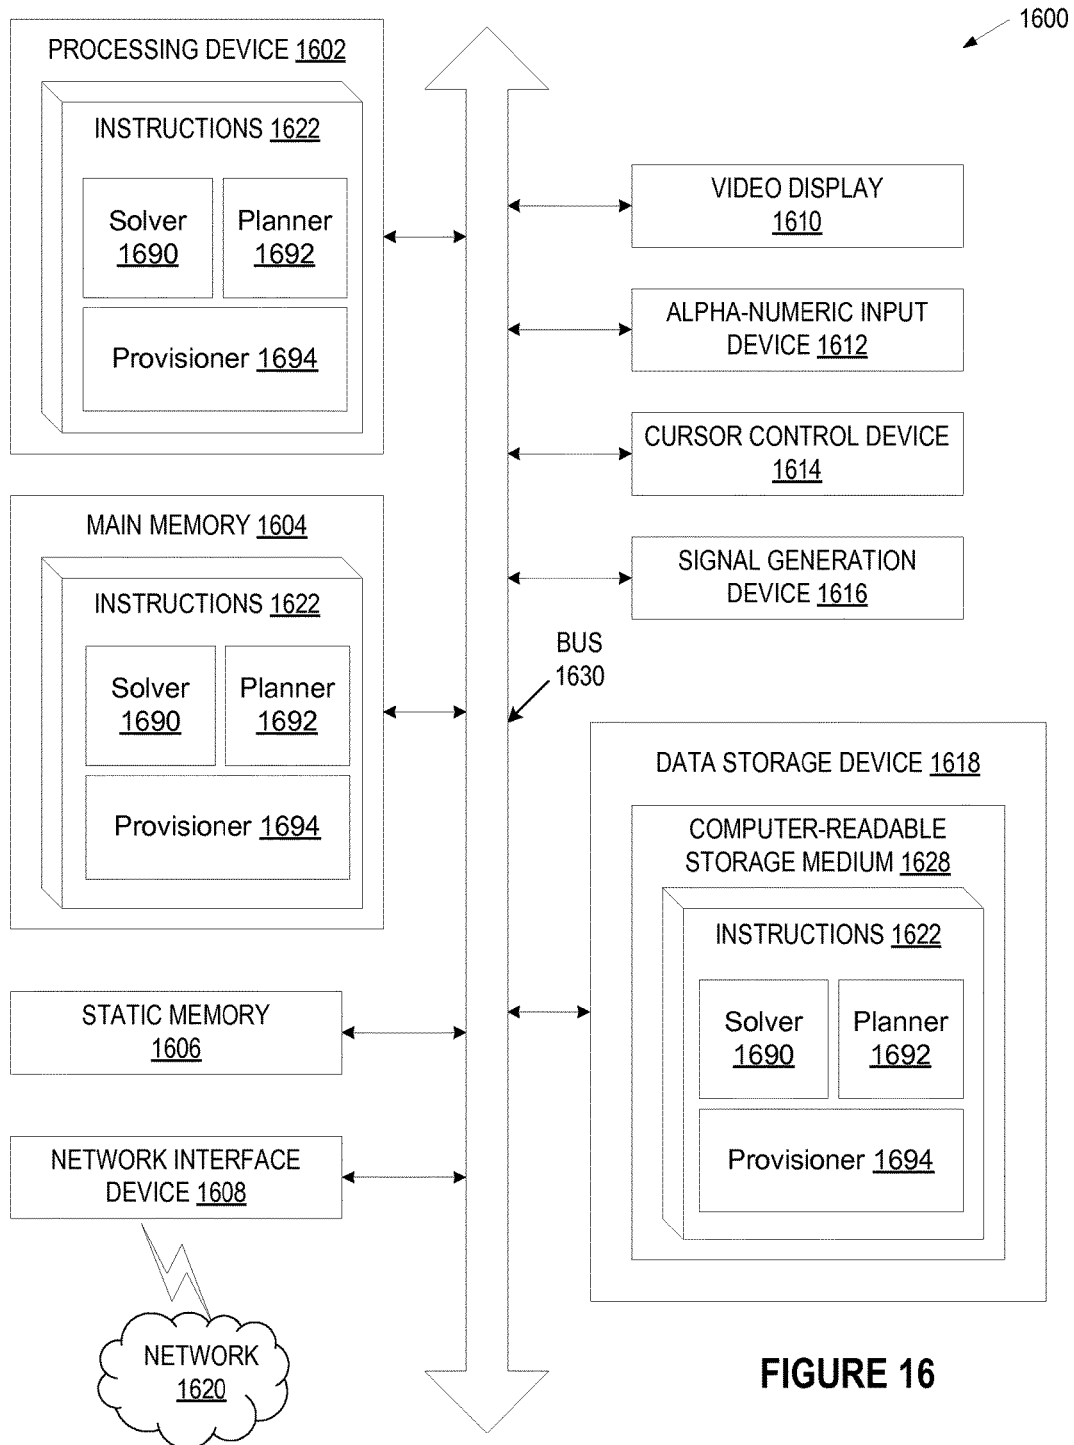 1600
PROCESSING DEVICE 1602
INSTRUCTIONS 1622
Solver
1690
Planner
1692
Provisioner 1694
MAIN MEMORY 1604
INSTRUCTIONS 1622
Solver
1690
Planner
1692
Provisioner 1694
STATIC MEMORY
1606
NETWORK INTERFACE
DEVICE 1608
NETWORK
1620
VIDEO DISPLAY
1610
ALPHA-NUMERIC INPUT
DEVICE 1612
CURSOR CONTROL DEVICE
1614
SIGNAL GENERATION
DEVICE 1616
BUS
1630
DATA STORAGE DEVICE 1618
COMPUTER-READABLE
STORAGE MEDIUM 1628
INSTRUCTIONS 1622
Solver
1690
Planner
1692
Provisioner 1694
FIGURE 16